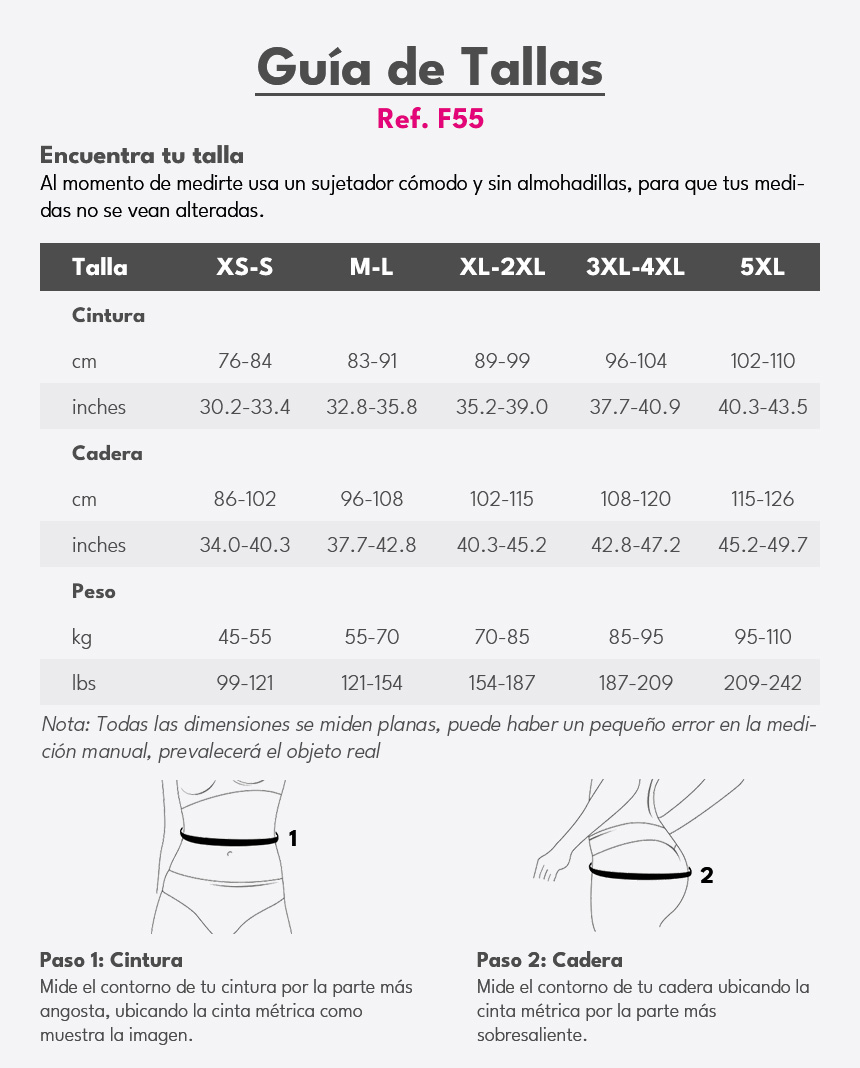 Guía de Tallas
Ref. F55
Encuentra tu talla
Al momento de medirte usa un sujetador cómodo y sin almohadillas, para que tus medi-
das no se vean alteradas.
Talla XS-S M-L XL-2XL 3XL-4XL 5XL
Cintura
cm 76-84 83-91 89-99 96-104 102-110
inches 30.2-33.4 32.8-35.8 35.2-39.0 37.7-40.9 40.3-43.5
Cadera
cm 86-102 96-108 102-115 108-120 115-126
inches 34.0-40.3 37.7-42.8 40.3-45.2 42.8-47.2 45.2-49.7
Peso
kg 45-55 55-70 70-85 85-95 95-110
lbs 99-121 121-154 154-187 187-209 209-242
Nota: Todas las dimensiones se miden planas, puede haber un pequeño error en la medi-
ción manual, prevalecerá el objeto real
1
2
Paso 1: Cintura
Mide el contorno de tu cintura por la parte más
angosta, ubicando la cinta métrica como
muestra la imagen.
Paso 2: Cadera
Mide el contorno de tu cadera ubicando la
cinta métrica por la parte más
sobresaliente.